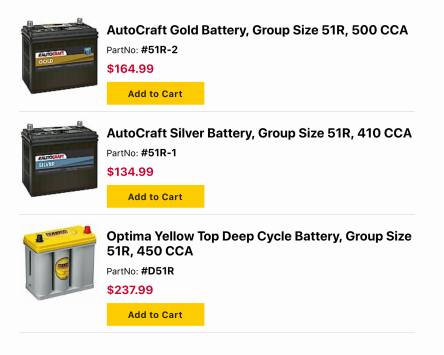 AutoCraft Gold Battery, Group Size 51R, 500 CCA
PartNo: #51R-2
$164.99
Add to Cart
AUTOCRAFT
GOLD
AutoCraft Silver Battery, Group Size 51R, 410 CCA
PartNo: #51R-1
$134.99
Add to Cart
AUTOCRAFT
SILVER
Optima Yellow Top Deep Cycle Battery, Group Size
51R, 450 CCA
PartNo: #D51R
$237.99
Add to Cart